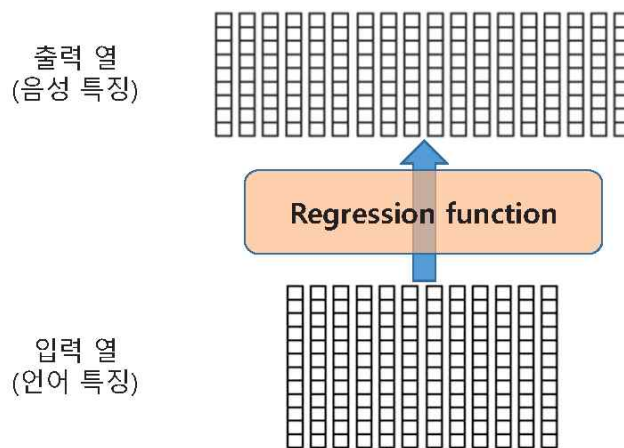 출력 열
(음성 특징)
Regression function
입력 열
(언어 특징)